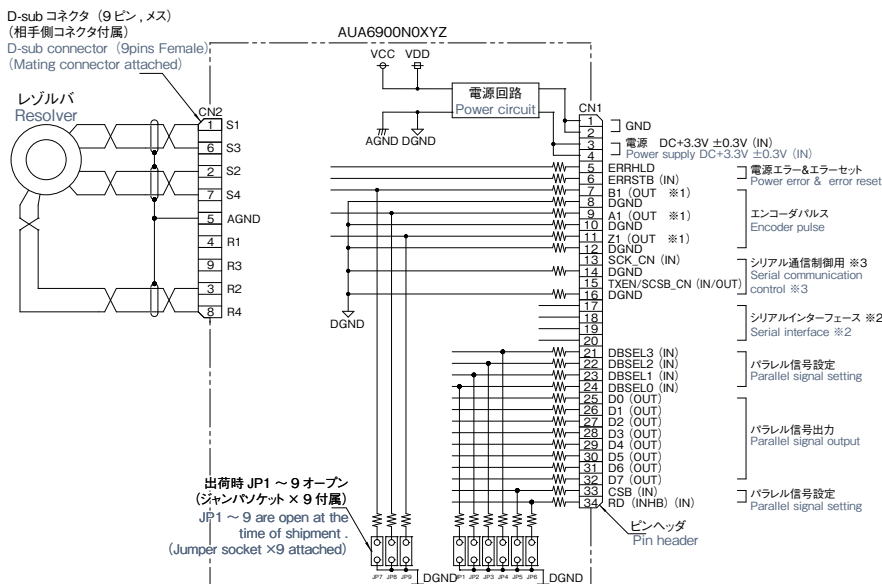 D-sub コネクタ (9 ピン , メス)
(相手側コネクタ付属)
D-sub connector (9pins Female)
(Mating connector attached)
レゾルバ
Resolver
CN2
1 S1
6 S3
2 S2
7 S4
5 AGND
4 R1
9 R3
3 R2
8 R4
AUA6900N0XYZ
VCC VDD
電源回路
Power circuit
AGND DGND
DGND
CN1
1
2
GND
3
4
電源 DC+3.3V ±0.3V (IN)
Power supply DC+3.3V ±0.3V (IN)
5 ERRHLD
6 ERRSTB (IN)
電源エラー&エラーセット
Power error & error reset
7 B1 (OUT ※1)
8 DGND
9 A1 (OUT ※1)
10 DGND
11 Z1 (OUT ※1)
12 DGND
エンコーダパルス
Encoder pulse
13 SCK_CN (IN)
14 DGND
15 TXEN/SCSB_CN (IN/OUT)
16 DGND
シリアル通信制御用 ※3
Serial communication
control ※3
17
18
19
20
シリアルインターフェース ※2
Serial interface ※2
21 DBSEL3 (IN)
22 DBSEL2 (IN)
23 DBSEL1 (IN)
24 DBSEL0 (IN)
パラレル信号設定
Parallel signal setting
25 D0 (OUT)
26 D1 (OUT)
27 D2 (OUT)
28 D3 (OUT)
29 D4 (OUT)
30 D5 (OUT)
31 D6 (OUT)
32 D7 (OUT)
パラレル信号出力
Parallel signal output
33 CSB (IN)
34 RD (INHB) (IN)
パラレル信号設定
Parallel signal setting
ピンヘッダ
Pin header
出荷時 JP1 ～ 9 オープン
(ジャンパソケット × 9 付属)
JP1 ～ 9 are open at the
time of shipment .
(Jumper socket ×9 attached)
JP7 JP8 JP9 DGND
JP1 JP2 JP3 JP4 JP5 JP6 DGND